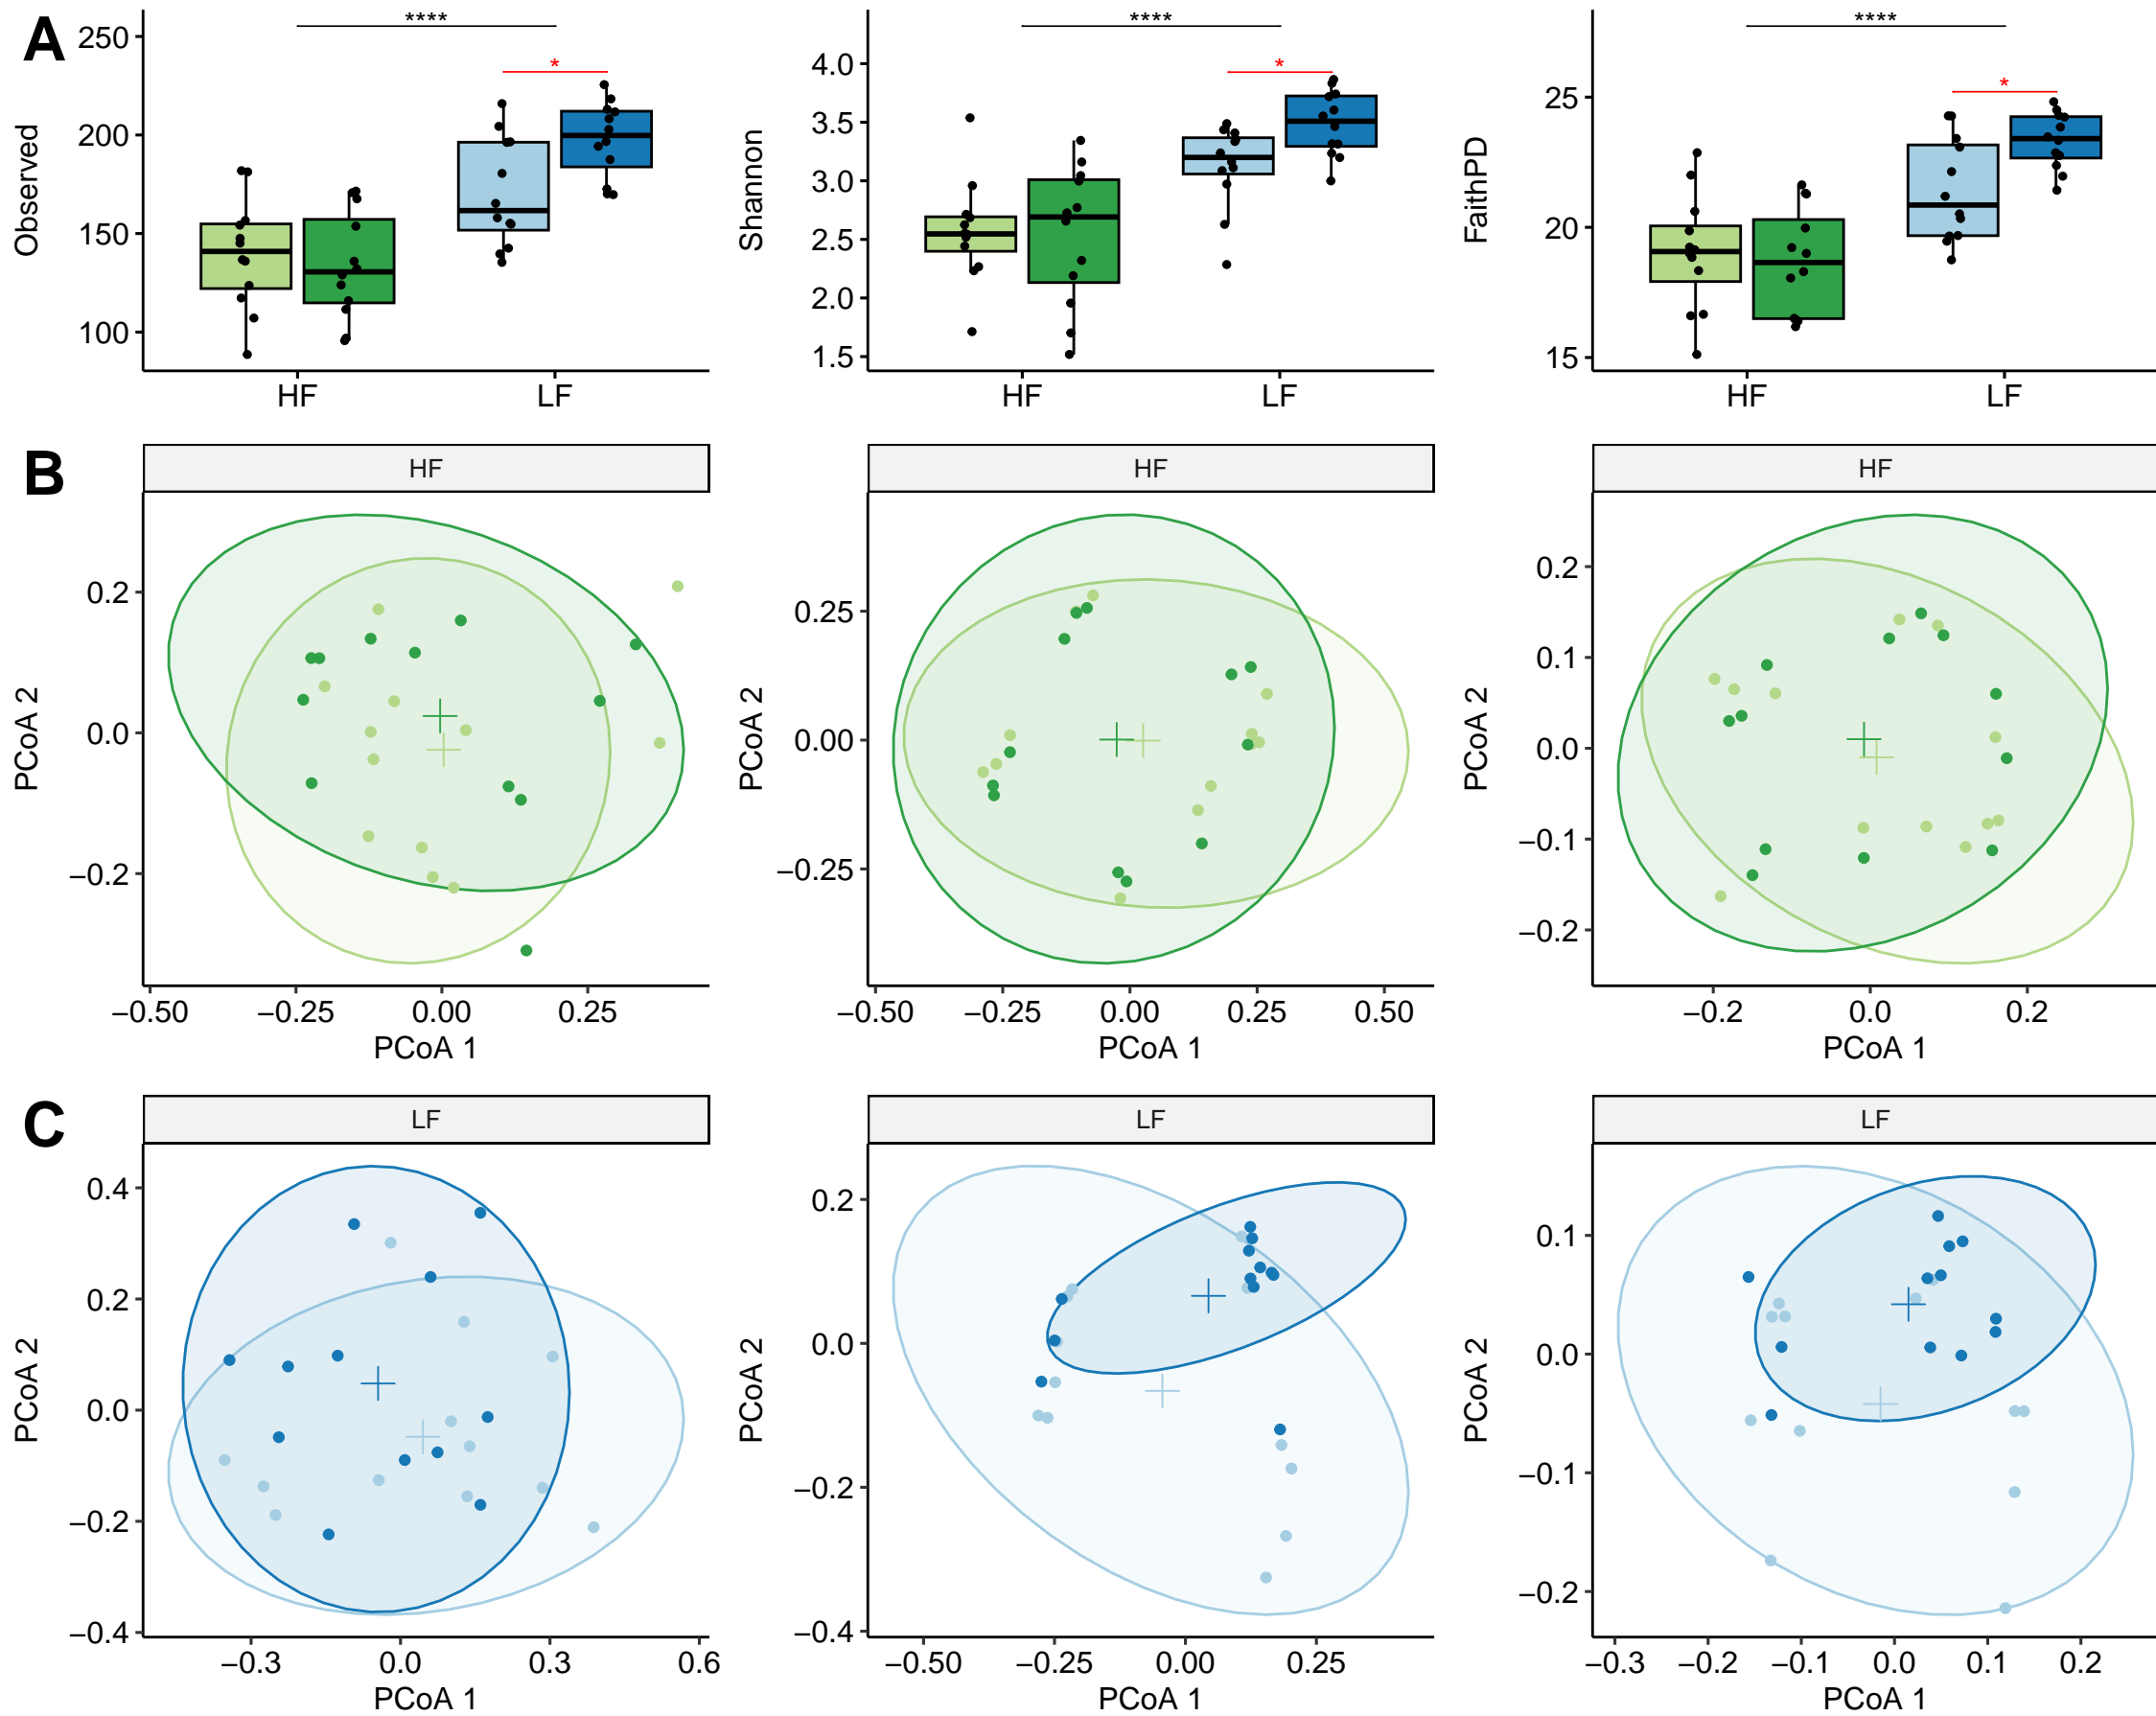 A
250
200
150
100
Observed
****
*
HF
LF
4.0
3.5
3.0
2.5
2.0
1.5
Shannon
****
*
HF
LF
25
20
15
FaithPD
****
*
HF
LF
B
HF
0.2
0.0
−0.2
PCoA 2
−0.50
−0.25
0.00
0.25
PCoA 1
HF
0.25
0.00
−0.25
PCoA 2
−0.50
−0.25
0.00
0.25
0.50
PCoA 1
HF
0.2
0.1
0.0
−0.1
−0.2
PCoA 2
−0.2
0.0
0.2
PCoA 1
C
LF
0.4
0.2
0.0
−0.2
−0.4
PCoA 2
−0.3
0.0
0.3
0.6
PCoA 1
LF
0.2
0.0
−0.2
−0.4
PCoA 2
−0.50
−0.25
0.00
0.25
PCoA 1
LF
0.1
0.0
−0.1
−0.2
PCoA 2
−0.3
−0.2
−0.1
0.0
0.1
0.2
PCoA 1